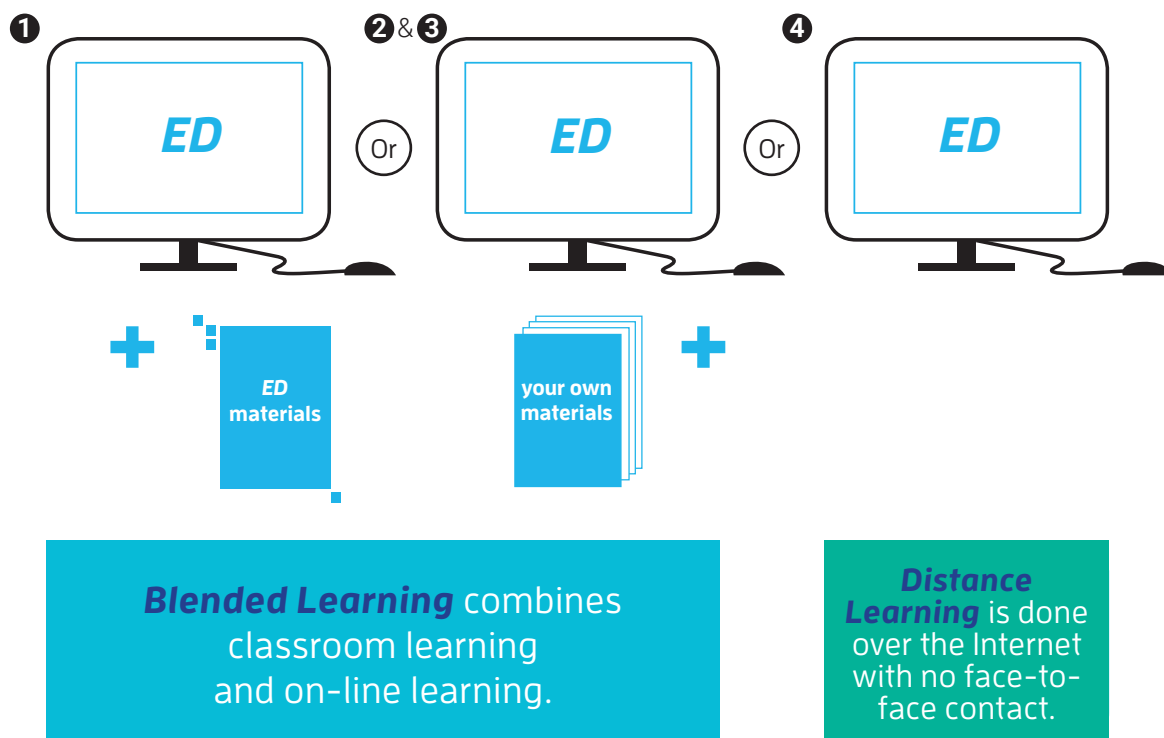 1
2 & 3
4
ED
Or
ED
Or
ED
ED
materials
your own
materials
Blended Learning combines
classroom learning
and on-line learning.
Distance
Learning is done
over the Internet
with no face-to-
face contact.